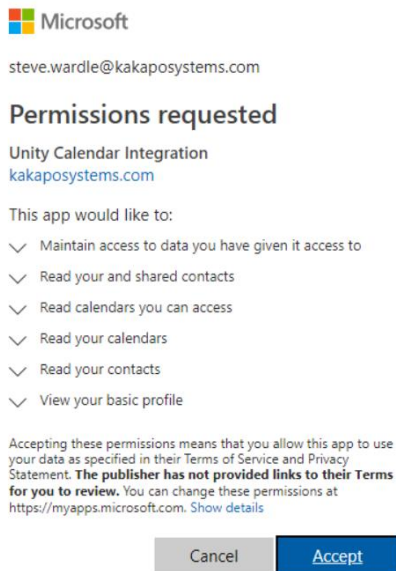 Microsoft
steve.wardle@kakaposystems.com
Permissions requested
Unity Calendar Integration
kakaposystems.com
This app would like to:
Maintain access to data you have given it access to
Read your and shared contacts
Read calendars you can access
Read your calendars
Read your contacts
View your basic profile
Accepting these permissions means that you allow this app to use
your data as specified in their Terms of Service and Privacy
Statement. The publisher has not provided links to their Terms
for you to review. You can change these permissions at
https://myapps.microsoft.com. Show details
Cancel Accept